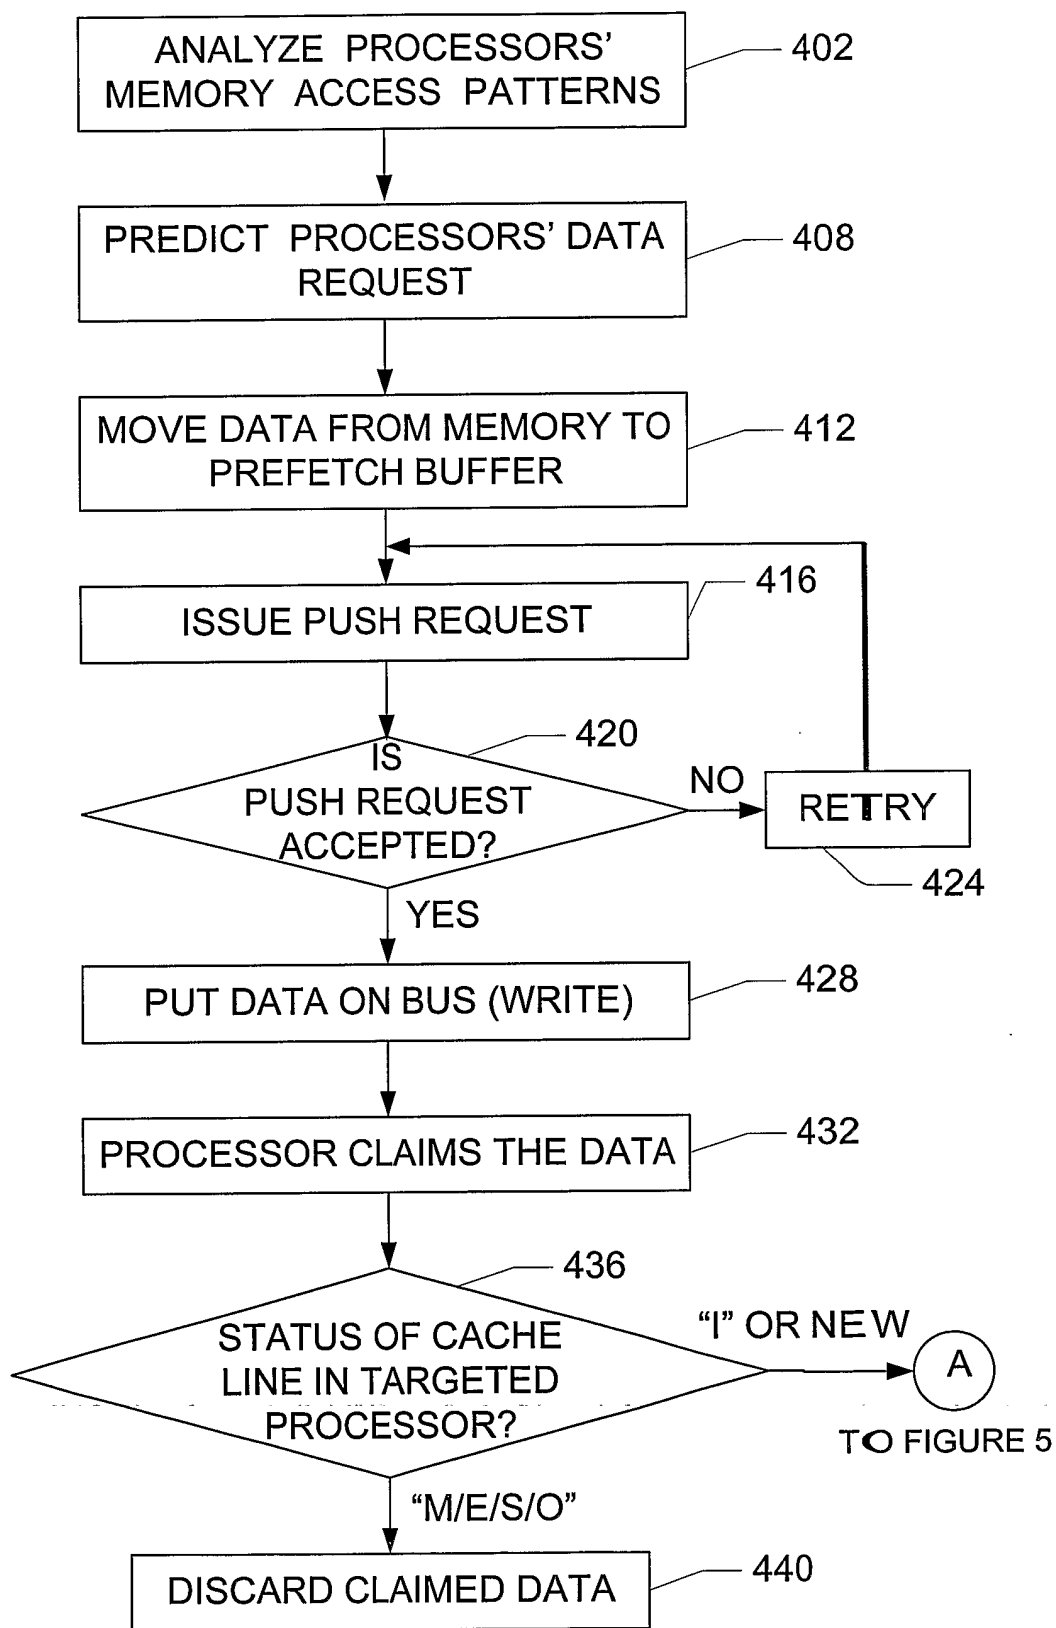 ANALYZE PROCESSORS'
MEMORY ACCESS PATTERNS
402
PREDICT PROCESSORS' DATA
REQUEST
408
MOVE DATA FROM MEMORY TO
PREFETCH BUFFER
412
ISSUE PUSH REQUEST
416
IS
PUSH REQUEST
ACCEPTED?
420
NO
RETRY
424
YES
PUT DATA ON BUS (WRITE)
428
PROCESSOR CLAIMS THE DATA
432
STATUS OF CACHE
LINE IN TARGETED
PROCESSOR?
436
“I” OR NEW
A
TO FIGURE 5
“M/E/S/O”
DISCARD CLAIMED DATA
440